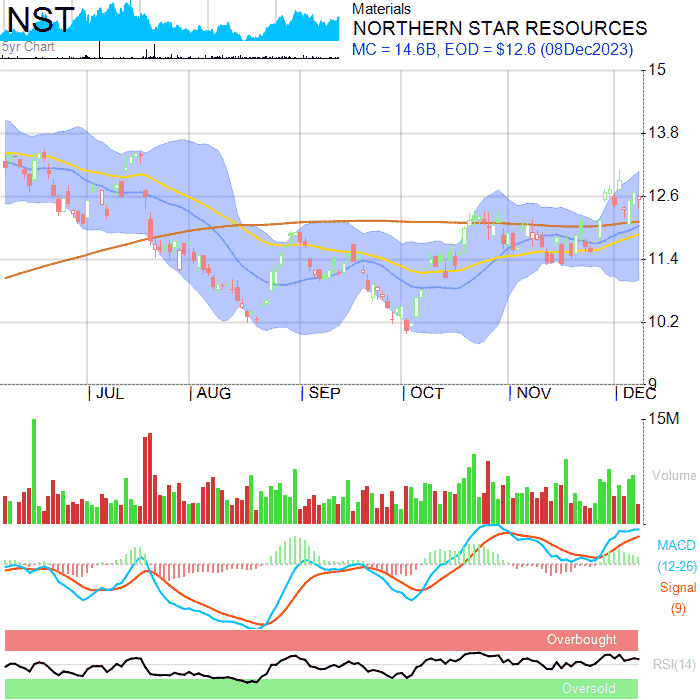 NST
5yr Chart
Materials
NORTHERN STAR RESOURCES
MC = 14.6B, EOD = $12.6 (08Dec2023)
15
13.8
12.6
11.4
10.2
9
JUL AUG SEP OCT NOV DEC
15M
Volume
MACD
(12-26)
Signal
(9)
Overbought
RSI(14)
Oversold